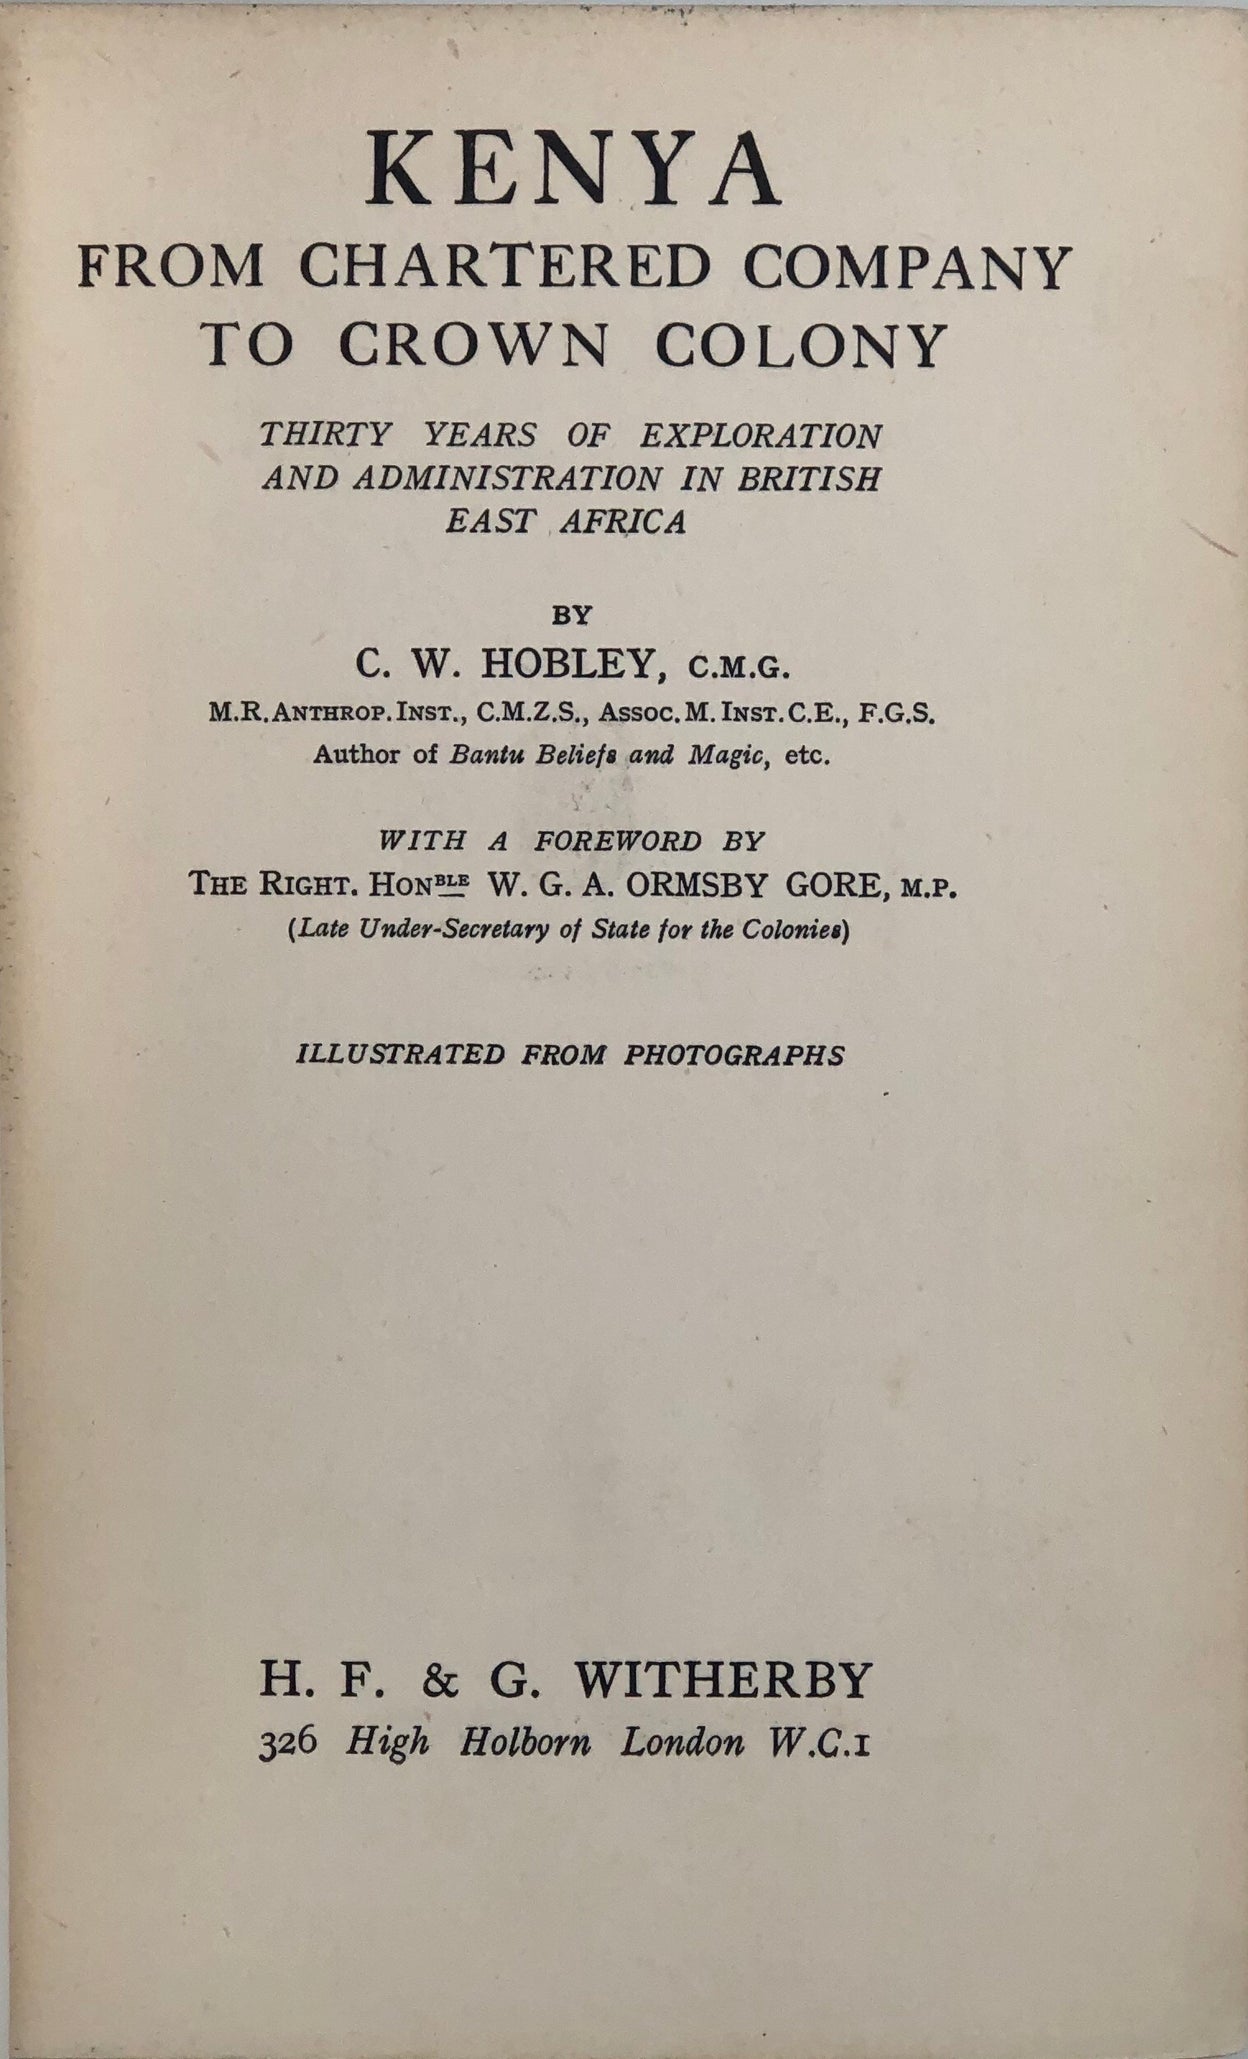 KENYA
FROM CHARTERED COMPANY
TO CROWN COLONY
THIRTY YEARS OF EXPLORATION
AND ADMINISTRATION IN BRITISH
EAST AFRICA
BY
C. W. HOBLEY, C.M.G.
M.R.ANTHROP.INST., C.M.Z.S., ASSOC.M.INST.C.E., F.G.S.
Author of Bantu Beliefs and Magic, etc.
WITH A FOREWORD BY
THE RIGHT. HONBLE W. G. A. ORMSBY GORE, M.P.
(Late Under-Secretary of State for the Colonies)
ILLUSTRATED FROM PHOTOGRAPHS
H. F. & G. WITHERBY
326 High Holborn London W.C.1